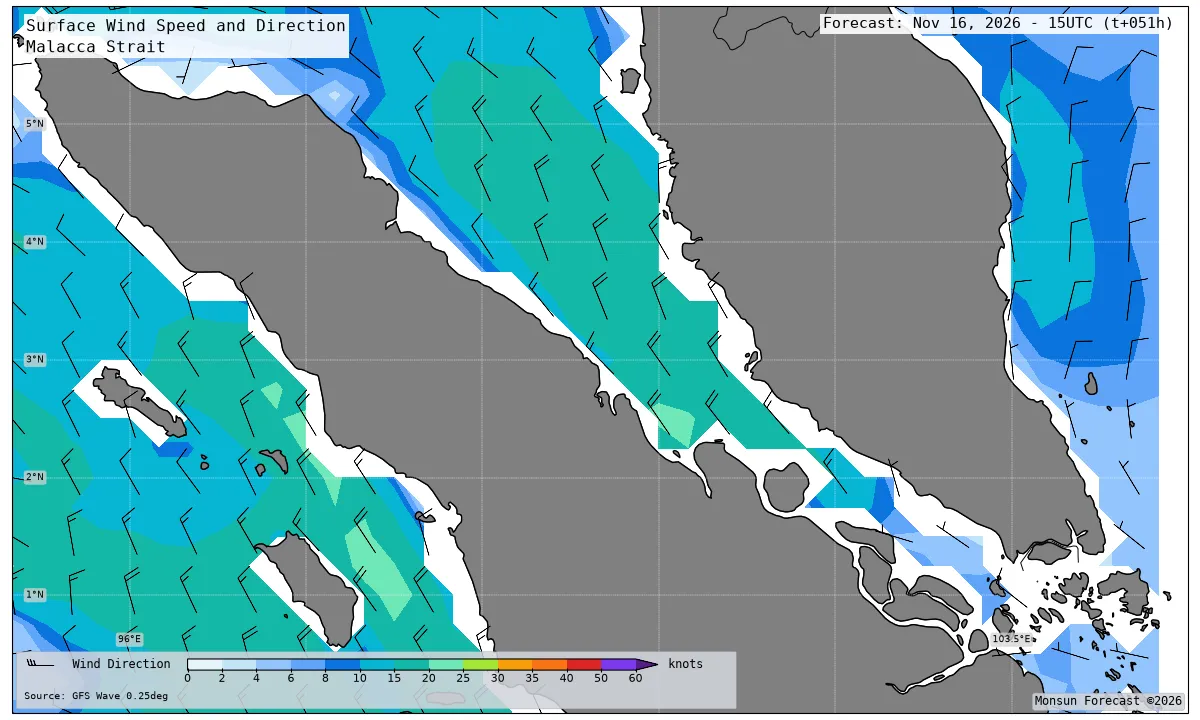 Surface Wind Speed and Direction
Malacca Strait
Forecast: Nov 16, 2026 - 15UTC (t+051h)
5°N
4°N
3°N
2°N
1°N
96°E
103.5°E
Wind Direction
0 2 4 6 8 10 15 20 25 30 35 40 50 60
knots
Source: GFS Wave 0.25deg
Monsun Forecast ©2026